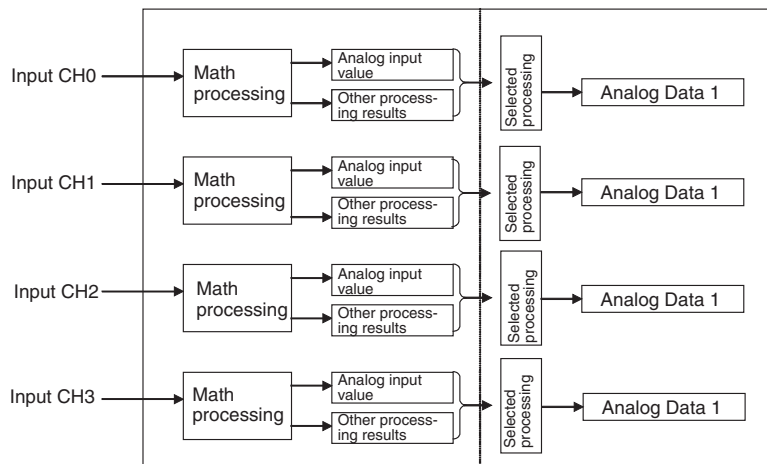 Input CH0
Math
processing
Analog input
value
Other process-
ing results
Selected
processing
Analog Data 1
Input CH1
Math
processing
Analog input
value
Other process-
ing results
Selected
processing
Analog Data 1
Input CH2
Math
processing
Analog input
value
Other process-
ing results
Selected
processing
Analog Data 1
Input CH3
Math
processing
Analog input
value
Other process-
ing results
Selected
processing
Analog Data 1